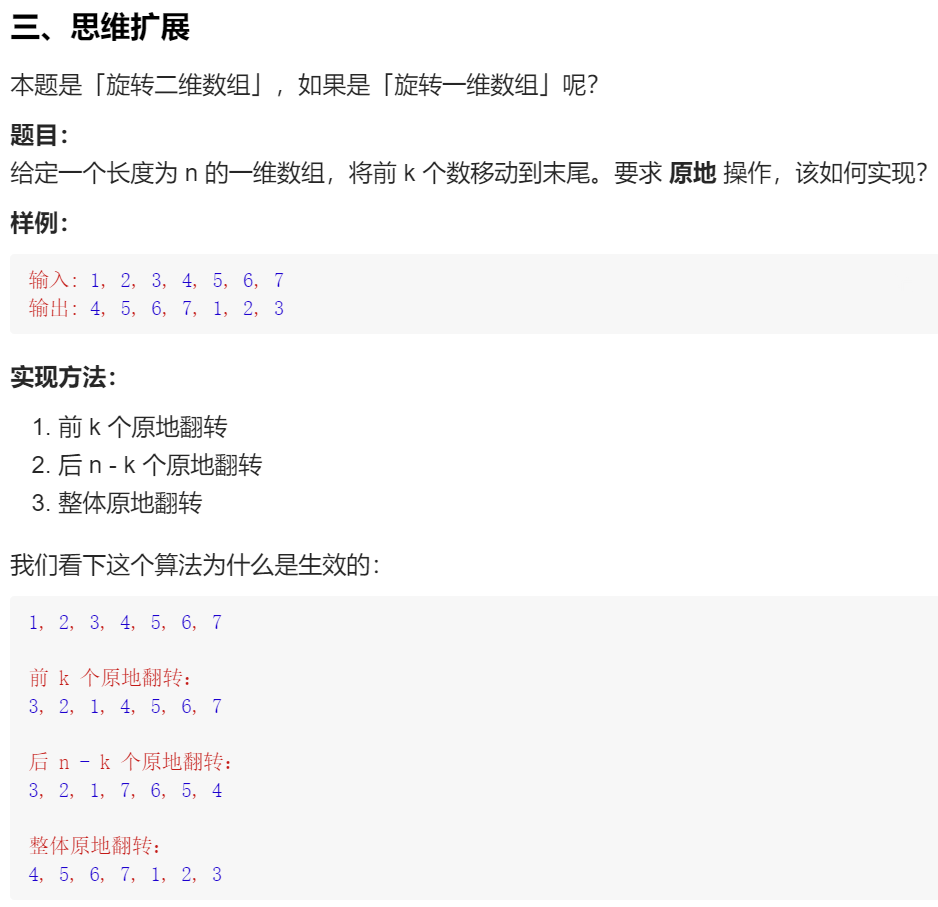 三、思维扩展
本题是「旋转二维数组」，如果是「旋转一维数组」呢？
题目：
给定一个长度为 n 的一维数组，将前 k 个数移动到末尾。要求 原地 操作，该如何实现？
样例：
输入: 1, 2, 3, 4, 5, 6, 7
输出: 4, 5, 6, 7, 1, 2, 3
实现方法：
1. 前 k 个原地翻转
2. 后 n - k 个原地翻转
3. 整体原地翻转
我们看下这个算法为什么是生效的：
1, 2, 3, 4, 5, 6, 7
前 k 个原地翻转：
3, 2, 1, 4, 5, 6, 7
后 n - k 个原地翻转：
3, 2, 1, 7, 6, 5, 4
整体原地翻转：
4, 5, 6, 7, 1, 2, 3